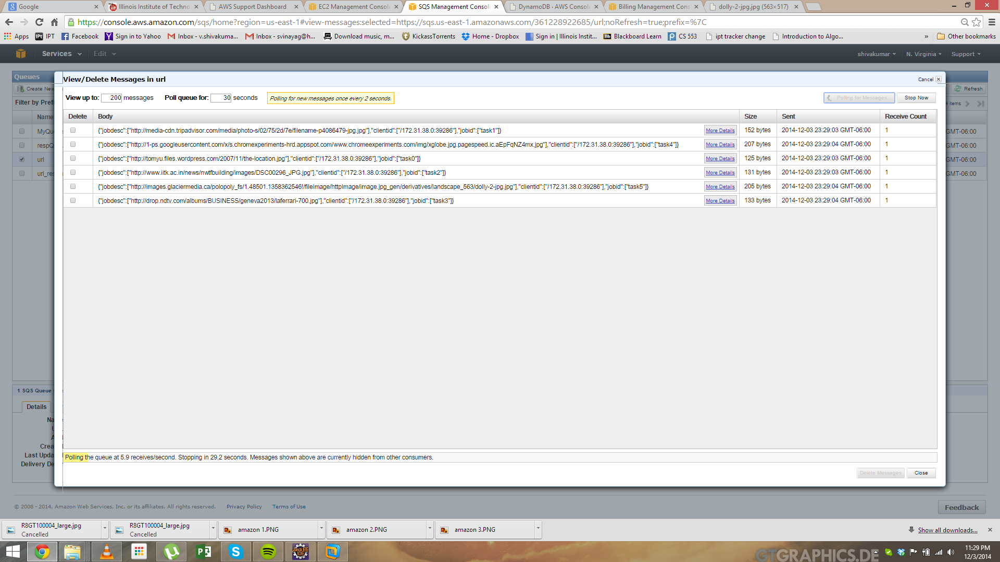 Google
Illinois Institute of Techno
AWS Support Dashboard
EC2 Management Consol
SQS Management Consol
DynamoDB · AWS Consol
Billing Management Cons
dolly-2-jpg.jpg (563×517)
https://console.aws.amazon.com/sqs/home?region=us-east-1#view-messages:selected=https://sqs.us-east-1.amazonaws.com/361228922685/url;noRefresh=true;prefix=%7C
Apps
IPT
Facebook
Sign in to Yahoo
Inbox - v.shivakuma...
Inbox - svinayag@h...
Download music, m...
KickassTorrents
Home - Dropbox
Sign in | Illinois Instit...
Blackboard Learn
CS 553
ipt tracker change
Introduction to Algo...
»
Other bookmarks
Services
Edit
shivakumar
N. Virginia
Support
Queues
Create New
Refresh
Filter by Prefi
items
Name
MyQu
GMT-06:00
respQ
GMT-06:00
url
GMT-06:00
url_res
GMT-06:00
View/Delete Messages in url
Cancel
View up to: 200 messages
Poll queue for: 30 seconds
Polling for new messages once every 2 seconds.
Polling for Messages...
Stop Now
Delete Body Size Sent Receive Count
{"jobdesc":["http://media-cdn.tripadvisor.com/media/photo-s/02/75/2d/7e/filename-p4086479-jpg.jpg"],"clientid":["/172.31.38.0:39286"],"jobid":["task1"]} More Details 152 bytes 2014-12-03 23:29:03 GMT-06:00 1
{"jobdesc":["http://1-ps.googleusercontent.com/x/s.chromexperiments-hrd.appspot.com/www.chromeexperiments.com/img/xglobe.jpg.pagespeed.ic.aEpFqNZ4mx.jpg"],"clientid":["/172.31.38.0:39286"],"jobid":["task4"]} More Details 207 bytes 2014-12-03 23:29:03 GMT-06:00 1
{"jobdesc":["http://tomyu.files.wordpress.com/2007/11/the-location.jpg"],"clientid":["/172.31.38.0:39286"],"jobid":["task0"]} More Details 125 bytes 2014-12-03 23:29:03 GMT-06:00 1
{"jobdesc":["http://www.iitk.ac.in/news/nwtfbuilding/images/DSC00296_JPG.jpg"],"clientid":["/172.31.38.0:39286"],"jobid":["task2"]} More Details 131 bytes 2014-12-03 23:29:03 GMT-06:00 1
{"jobdesc":["http://images.glaciermedia.ca/polopoly_fs/1.48501.1358362546!/fileImage/httpImage/image.jpg_gen/derivatives/landscape_563/dolly-2-jpg.jpg"],"clientid":["/172.31.38.0:39286"],"jobid":["task5"]} More Details 205 bytes 2014-12-03 23:29:04 GMT-06:00 1
{"jobdesc":["http://drop.ndtv.com/albums/BUSINESS/geneva2013/laferrari-700.jpg"],"clientid":["/172.31.38.0:39286"],"jobid":["task3"]} More Details 133 bytes 2014-12-03 23:29:04 GMT-06:00 1
1 SQS Queue
Details
Na
U
A
Crea
Last Upda
Delivery De
Polling the queue at 5.9 receives/second. Stopping in 29.2 seconds. Messages shown above are currently hidden from other consumers.
Delete Messages
Close
© 2008 - 2014, Amazon Web Services, Inc. or its affiliates. All rights reserved.
Privacy Policy
Terms of Use
Feedback
R8GT100004_large.jpg
Cancelled
R8GT100004_large.jpg
Cancelled
amazon 1.PNG
amazon 2.PNG
amazon 3.PNG
Show all downloads...
Java EE
IDE
GTGRAPHICS.DE
11:29 PM
12/3/2014